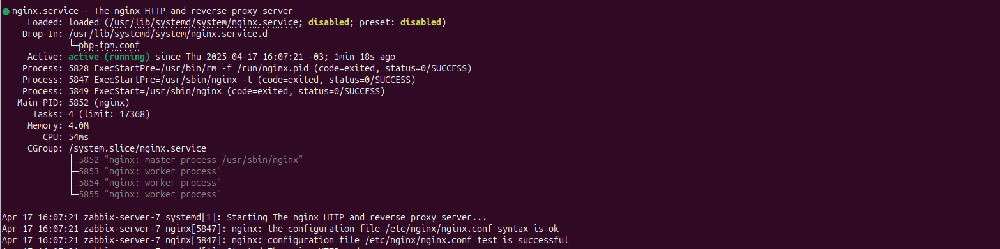 ● nginx.service - The nginx HTTP and reverse proxy server
Loaded: loaded (/usr/lib/systemd/system/nginx.service; disabled; preset: disabled)
Drop-In: /usr/lib/systemd/system/nginx.service.d
└─php-fpm.conf
Active: active (running) since Thu 2025-04-17 16:07:21 -03; 1min 18s ago
Process: 5828 ExecStartPre=/usr/bin/rm -f /run/nginx.pid (code=exited, status=0/SUCCESS)
Process: 5847 ExecStartPre=/usr/sbin/nginx -t (code=exited, status=0/SUCCESS)
Process: 5849 ExecStart=/usr/sbin/nginx (code=exited, status=0/SUCCESS)
Main PID: 5852 (nginx)
Tasks: 4 (limit: 17368)
Memory: 4.0M
CPU: 54ms
CGroup: /system.slice/nginx.service
├─5852 "nginx: master process /usr/sbin/nginx"
├─5853 "nginx: worker process"
├─5854 "nginx: worker process"
└─5855 "nginx: worker process"
Apr 17 16:07:21 zabbix-server-7 systemd[1]: Starting The nginx HTTP and reverse proxy server...
Apr 17 16:07:21 zabbix-server-7 nginx[5847]: nginx: the configuration file /etc/nginx/nginx.conf syntax is ok
Apr 17 16:07:21 zabbix-server-7 nginx[5847]: nginx: configuration file /etc/nginx/nginx.conf test is successful